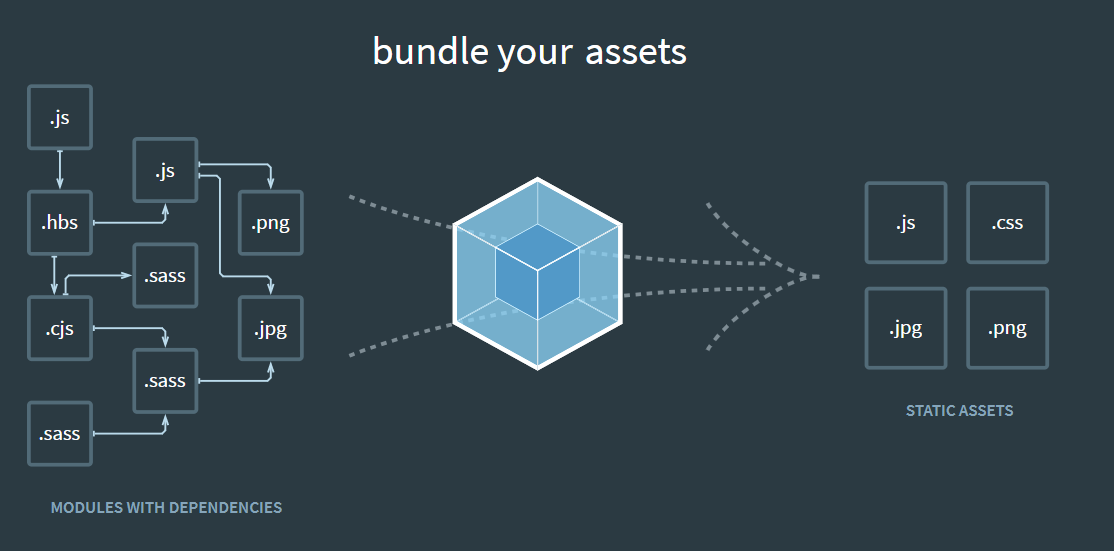 bundle your assets
.js
.js
.hbs
.png
.sass
.cjs
.jpg
.sass
.sass
MODULES WITH DEPENDENCIES
.js .css
.jpg .png
STATIC ASSETS